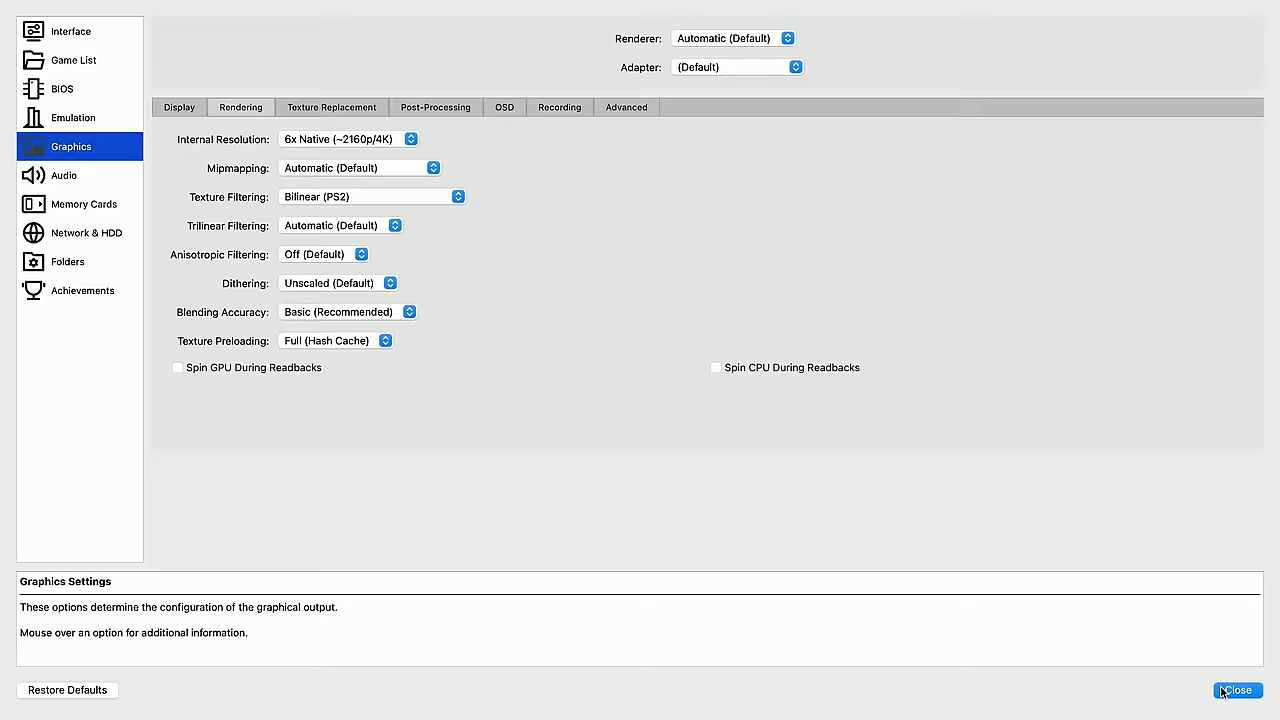 Interface
Game List
BIOS
Emulation
Graphics
Audio
Memory Cards
Network & HDD
Folders
Achievements
Renderer: Automatic (Default)
Adapter: (Default)
Display Rendering Texture Replacement Post-Processing OSD Recording Advanced
Internal Resolution: 6x Native (~2160p/4K)
Mipmapping: Automatic (Default)
Texture Filtering: Bilinear (PS2)
Trilinear Filtering: Automatic (Default)
Anisotropic Filtering: Off (Default)
Dithering: Unscaled (Default)
Blending Accuracy: Basic (Recommended)
Texture Preloading: Full (Hash Cache)
Spin GPU During Readbacks Spin CPU During Readbacks
Graphics Settings
These options determine the configuration of the graphical output.
Mouse over an option for additional information.
Restore Defaults Close